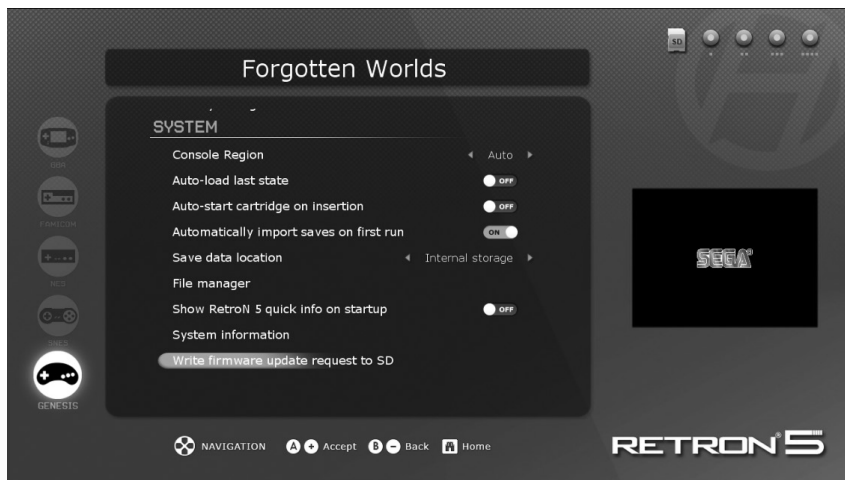 SD
Forgotten Worlds
SYSTEM
Console Region Auto
Auto-load last state OFF
Auto-start cartridge on insertion OFF
Automatically import saves on first run ON
Save data location Internal storage
File manager
Show RetroN 5 quick info on startup OFF
System information
Write firmware update request to SD
GBA
FAMICOM
NES
SNES
GENESIS
SEGA®
NAVIGATION A + Accept B - Back Home
RETRON® 5